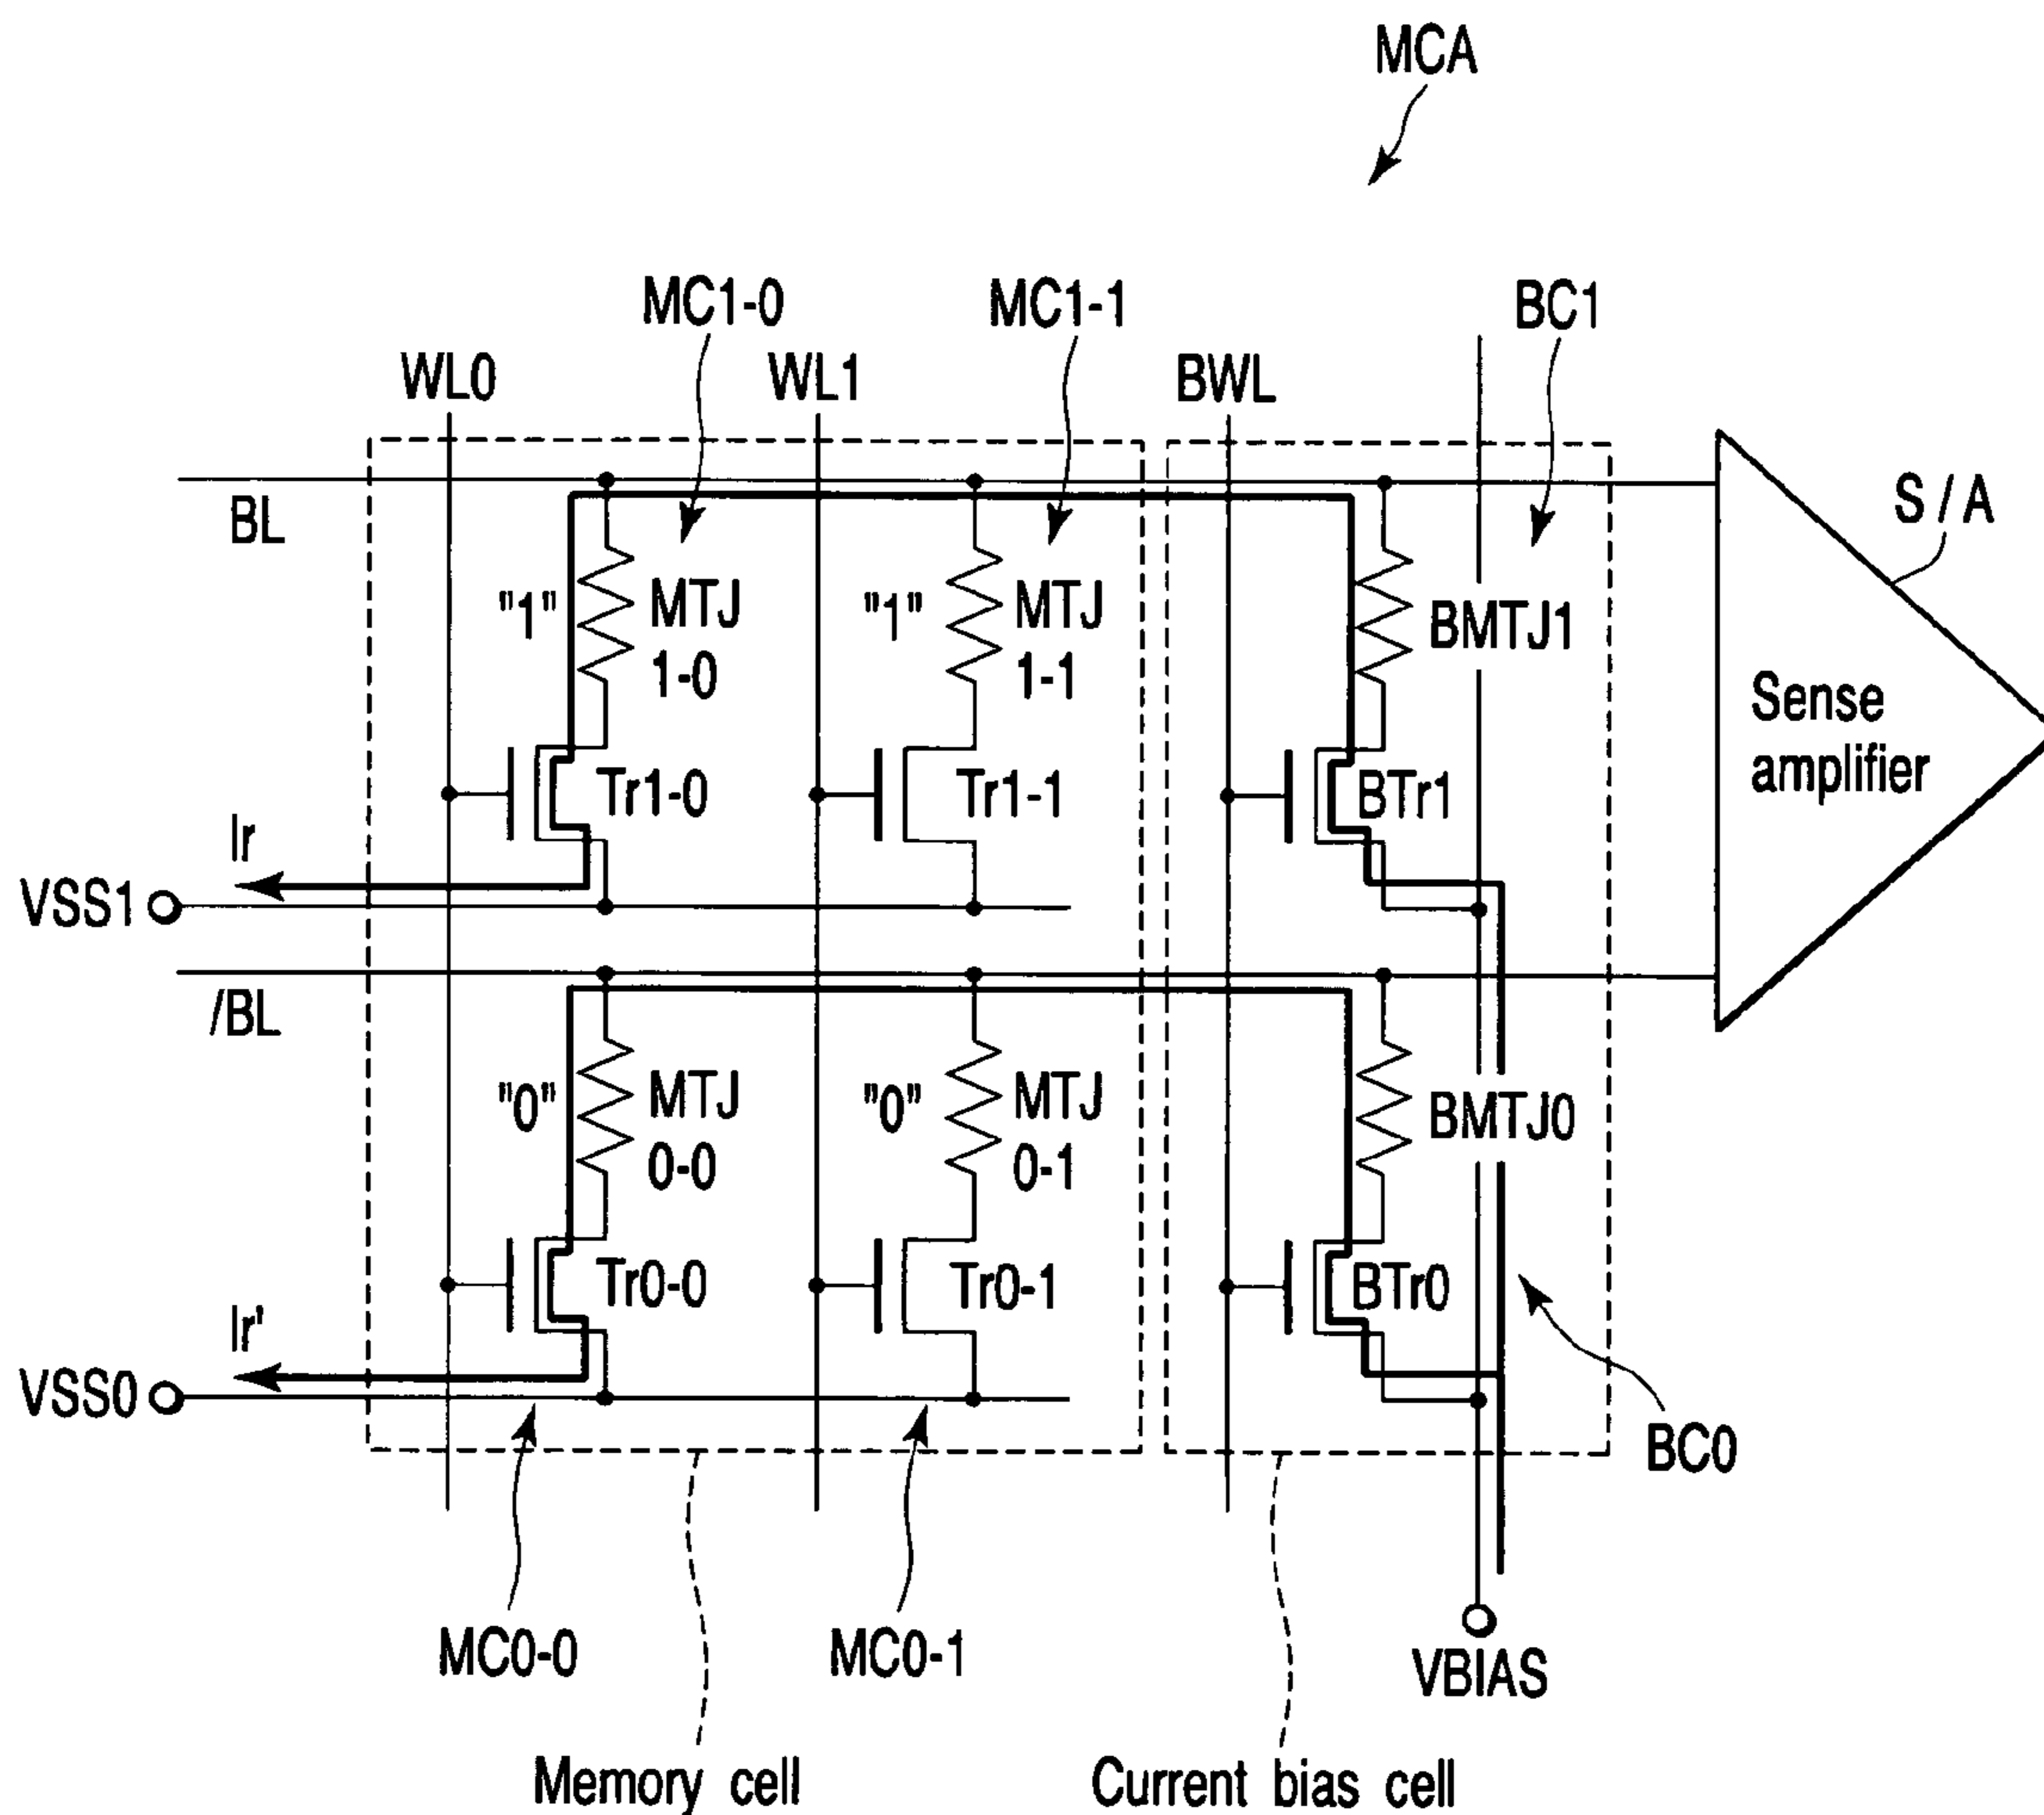 MCA
MC1-0
MC1-1
BC1
WL0
WL1
BWL
BL
S / A
"1"
MTJ
1-0
"1"
MTJ
1-1
BMTJ1
Sense
amplifier
Tr1-0
Tr1-1
BTr1
Ir
VSS1
/BL
"0"
MTJ
0-0
"0"
MTJ
0-1
BMTJ0
Tr0-0
Tr0-1
BTr0
Ir'
VSS0
BC0
MC0-0
MC0-1
VBIAS
Memory cell
Current bias cell